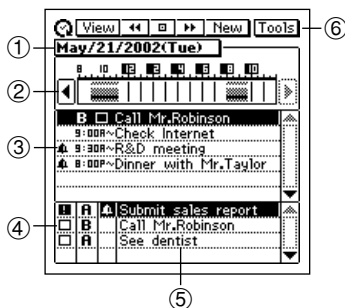 View New Tools ⑥
① May/21/2002(Tue)
8 10 12 2 4 6 8 10
②
B Call Mr.Robinson
9:00A~Check Internet
③ 9:30A~R&D meeting
8:00P~Dinner with Mr.Taylor
! A Submit sales report
④ B Call Mr.Robinson
A See dentist
⑤